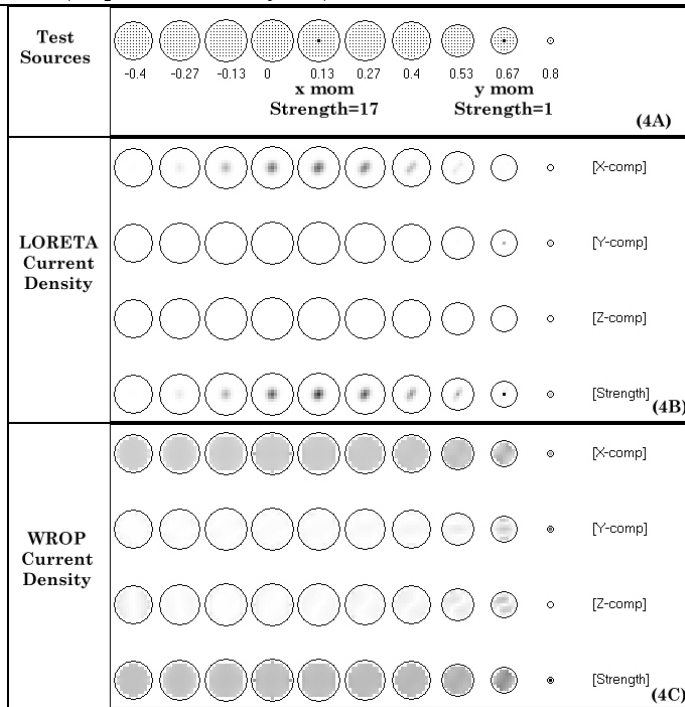 Test
Sources
-0.4 -0.27 -0.13 0 0.13 0.27 0.4 0.53 0.67 0.8
x mom y mom
Strength=17 Strength=1
(4A)
[X-comp]
LORETA
Current
Density
[Y-comp]
[Z-comp]
[Strength]
(4B)
[X-comp]
WROP
Current
Density
[Y-comp]
[Z-comp]
[Strength]
(4C)